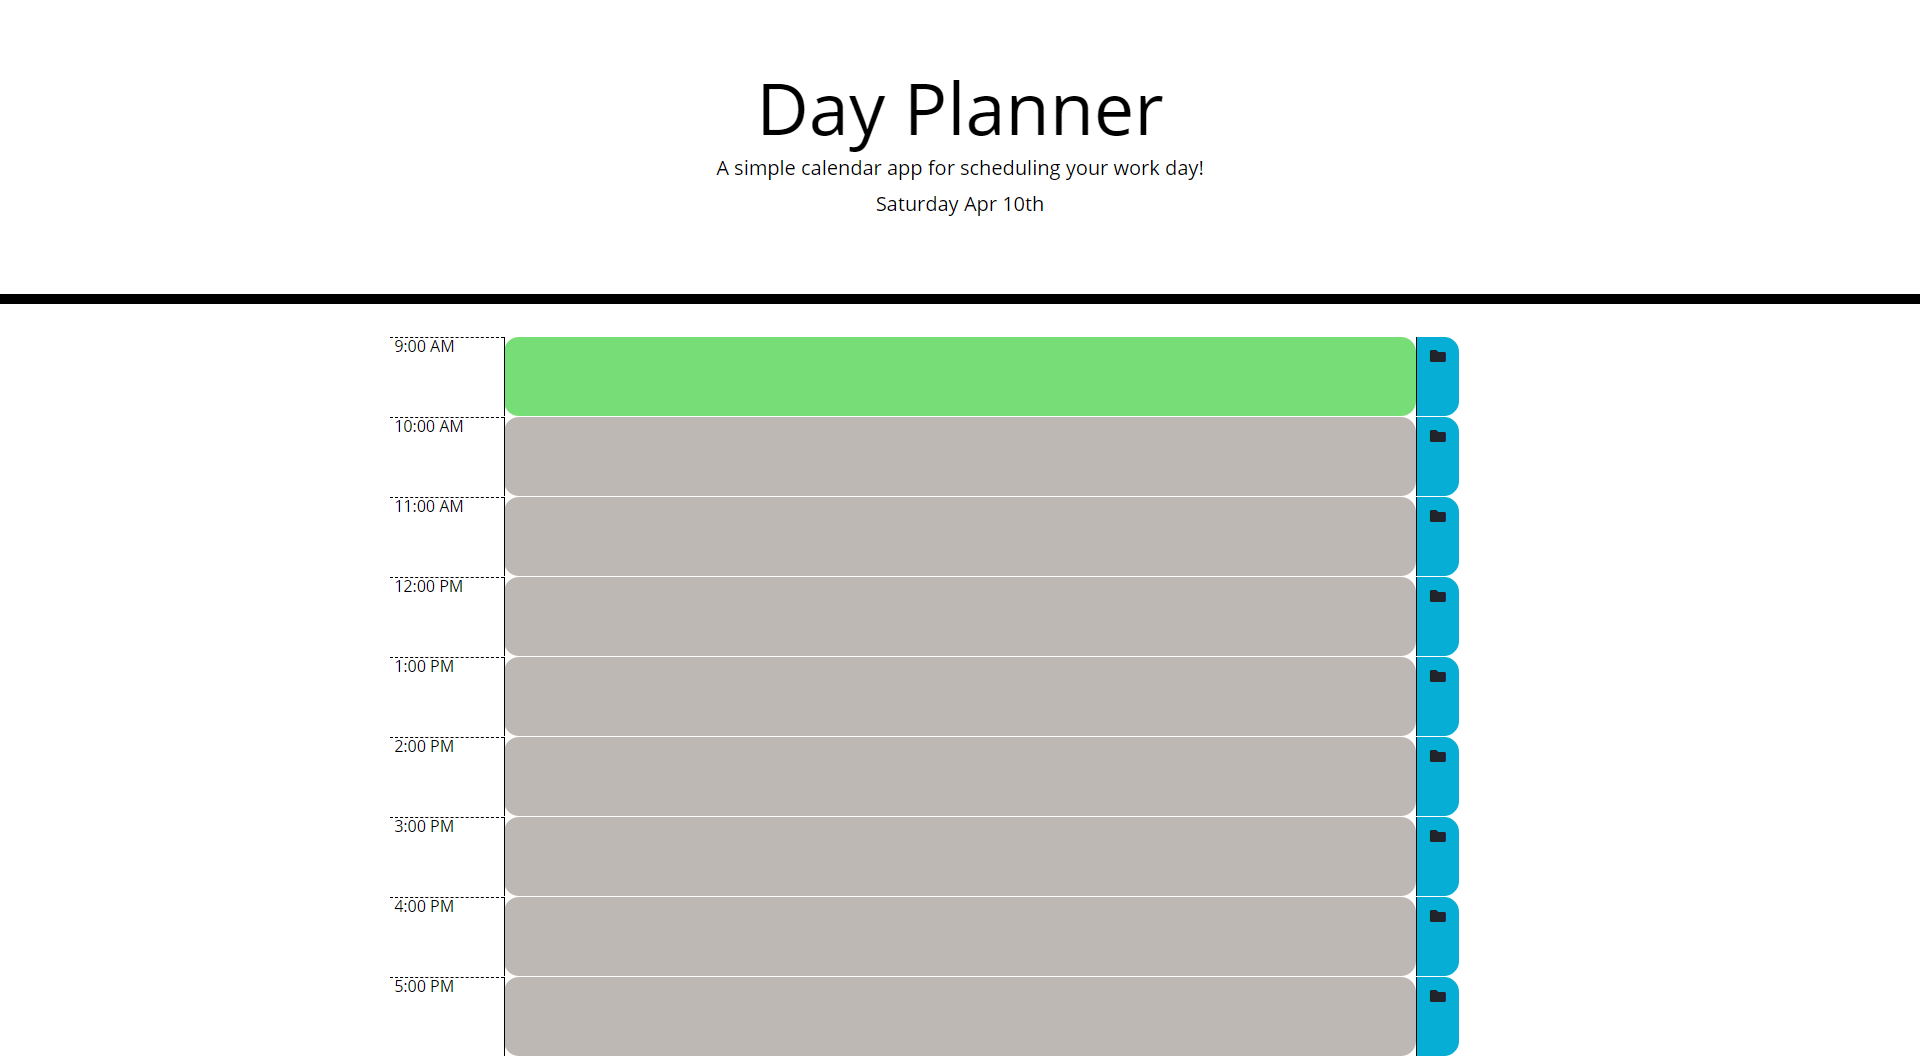 Day Planner
A simple calendar app for scheduling your work day!
Saturday Apr 10th
9:00 AM
10:00 AM
11:00 AM
12:00 PM
1:00 PM
2:00 PM
3:00 PM
4:00 PM
5:00 PM